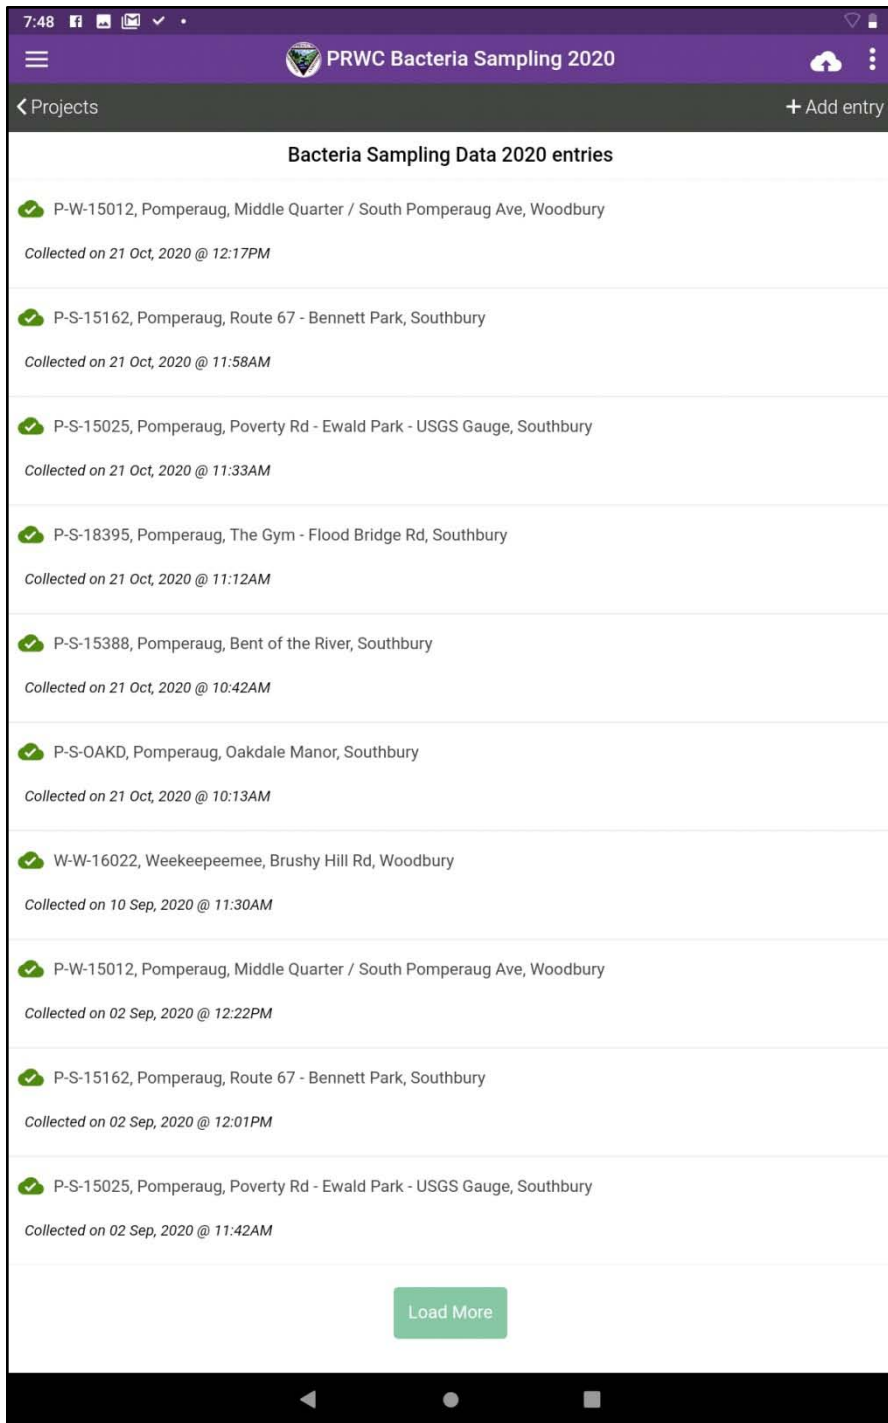 7:48
PRWC Bacteria Sampling 2020
Projects
Add entry
Bacteria Sampling Data 2020 entries
P-W-15012, Pomperaug, Middle Quarter / South Pomperaug Ave, Woodbury
Collected on 21 Oct, 2020 @ 12:17PM
P-S-15162, Pomperaug, Route 67 - Bennett Park, Southbury
Collected on 21 Oct, 2020 @ 11:58AM
P-S-15025, Pomperaug, Poverty Rd - Ewald Park - USGS Gauge, Southbury
Collected on 21 Oct, 2020 @ 11:33AM
P-S-18395, Pomperaug, The Gym - Flood Bridge Rd, Southbury
Collected on 21 Oct, 2020 @ 11:12AM
P-S-15388, Pomperaug, Bent of the River, Southbury
Collected on 21 Oct, 2020 @ 10:42AM
P-S-OAKD, Pomperaug, Oakdale Manor, Southbury
Collected on 21 Oct, 2020 @ 10:13AM
W-W-16022, Weekeepeemee, Brushy Hill Rd, Woodbury
Collected on 10 Sep, 2020 @ 11:30AM
P-W-15012, Pomperaug, Middle Quarter / South Pomperaug Ave, Woodbury
Collected on 02 Sep, 2020 @ 12:22PM
P-S-15162, Pomperaug, Route 67 - Bennett Park, Southbury
Collected on 02 Sep, 2020 @ 12:01PM
P-S-15025, Pomperaug, Poverty Rd - Ewald Park - USGS Gauge, Southbury
Collected on 02 Sep, 2020 @ 11:42AM
Load More